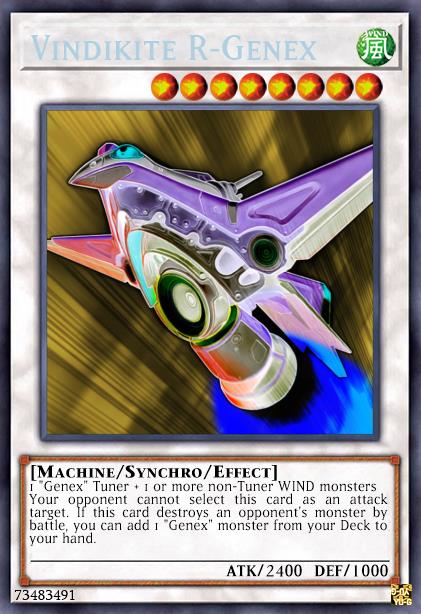 Vindikite R-Genex
WIND
風
[Machine/Synchro/Effect]
1 "Genex" Tuner + 1 or more non-Tuner WIND monsters
Your opponent cannot select this card as an attack
target. If this card destroys an opponent's monster by
battle, you can add 1 "Genex" monster from your Deck to
your hand.
ATK/2400 DEF/1000
73483491